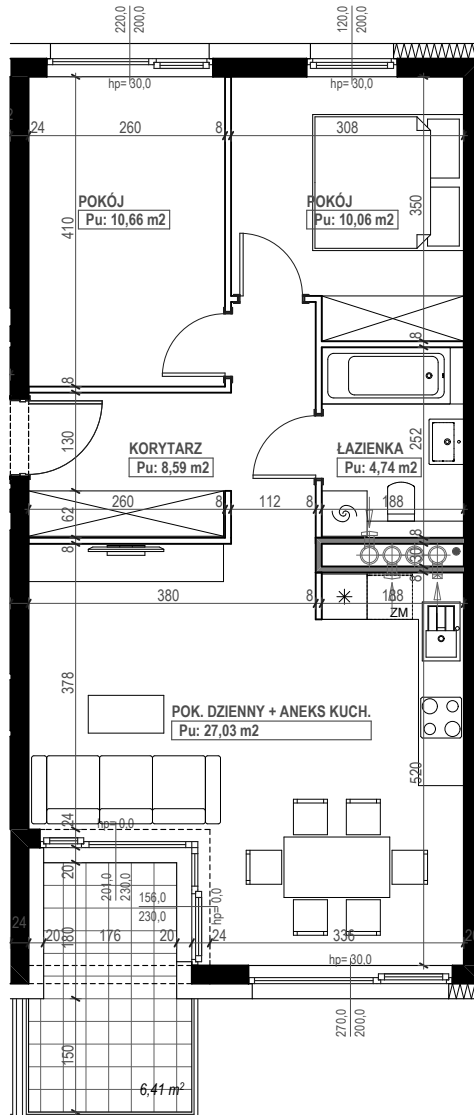 220,0
200,0
120,0
200,0
hp= 30,0
hp= 30,0
24
260
8
308
POKÓJ
Pu: 10,66 m2
POKÓJ
Pu: 10,06 m2
410
350
8
8
130
KORYTARZ
Pu: 8,59 m2
ŁAZIENKA
Pu: 4,74 m2
252
62
260
8
112
8
188
8
8
30
8
380
8
188
ZM
378
POK. DZIENNY + ANEKS KUCH.
Pu: 27,03 m2
520
24
hp=0,0
20
201,0
230,0
156,0
230,0
hp=0,0
24
20
176
20
24
336
180
hp= 30,0
150
270,0
200,0
6,41 m²